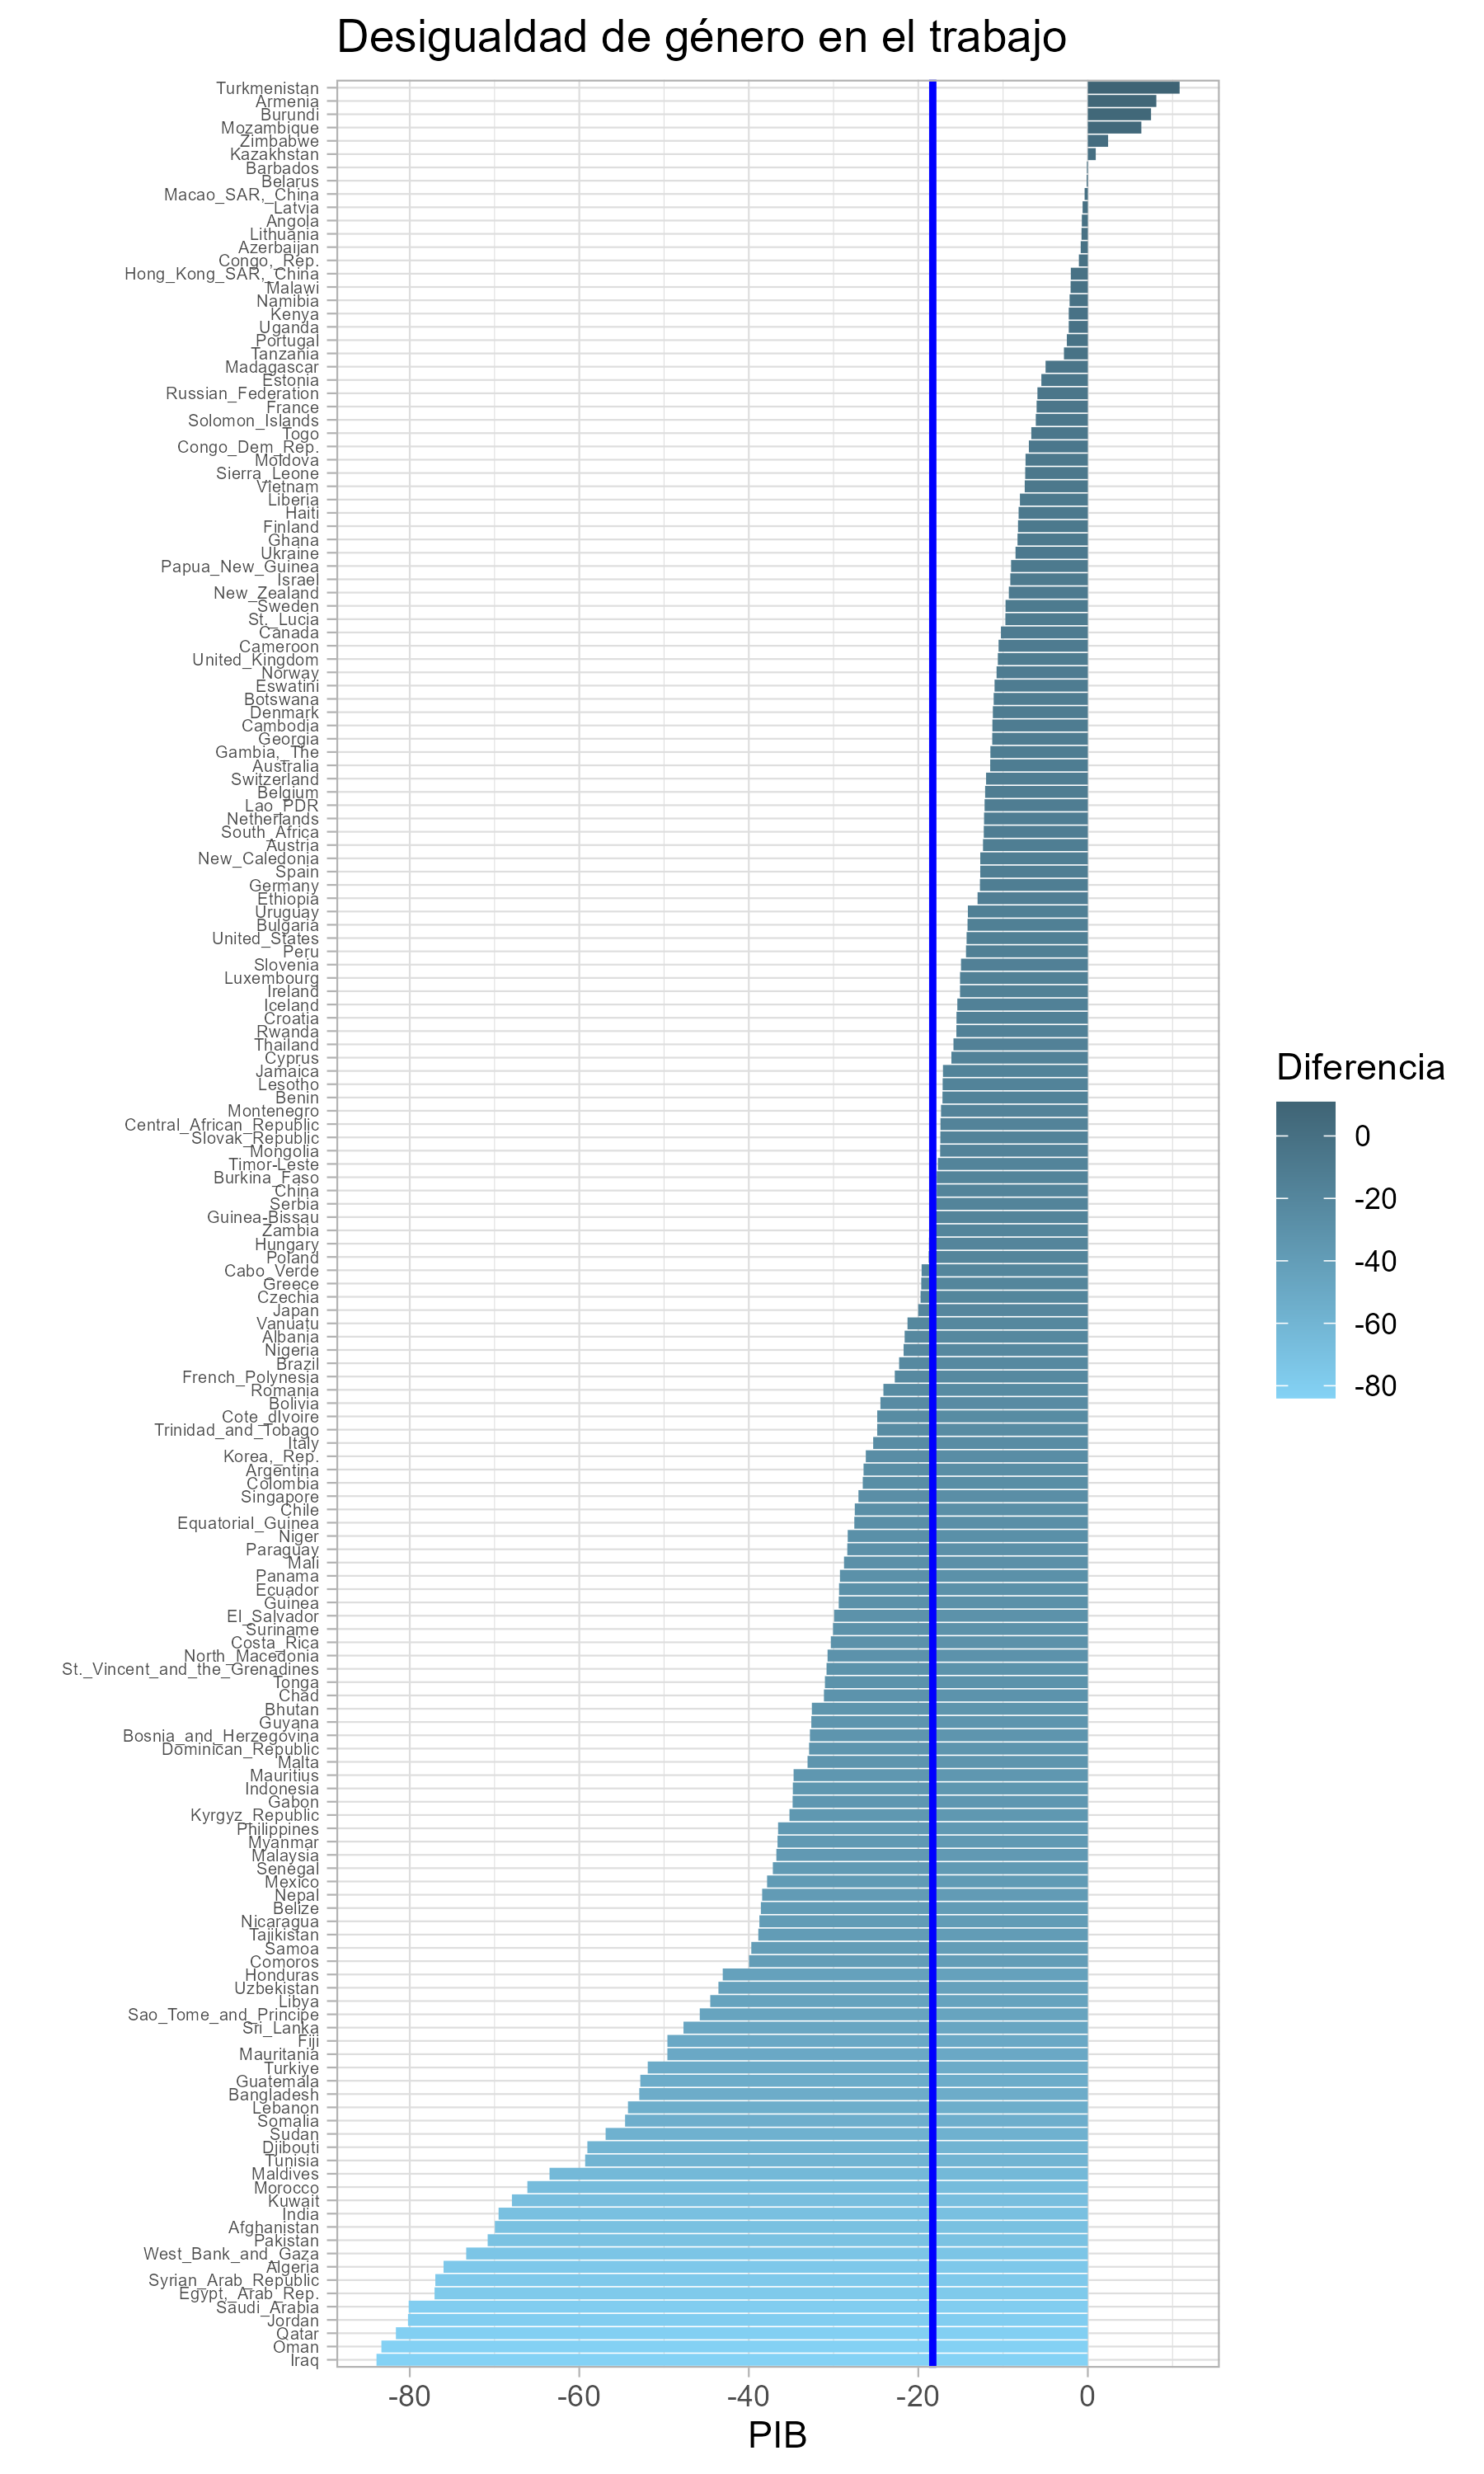 Desigualdad de género en el trabajo
Turkmenistan
Armenia
Burundi
Mozambique
Zimbabwe
Kazakhstan
Barbados
Belarus
Macao_SAR,_China
Latvia
Angola
Lithuania
Azerbaijan
Congo,_Rep.
Hong_Kong_SAR,_China
Malawi
Namibia
Kenya
Uganda
Portugal
Tanzania
Madagascar
Estonia
Russian_Federation
France
Solomon_Islands
Togo
Congo_Dem_Rep.
Moldova
Sierra_Leone
Vietnam
Liberia
Haiti
Finland
Ghana
Ukraine
Papua_New_Guinea
Israel
New_Zealand
Sweden
St._Lucia
Canada
Cameroon
United_Kingdom
Norway
Eswatini
Botswana
Denmark
Cambodia
Georgia
Gambia,_The
Australia
Switzerland
Belgium
Lao_PDR
Netherlands
South_Africa
Austria
New_Caledonia
Spain
Germany
Ethiopia
Uruguay
Bulgaria
United_States
Peru
Slovenia
Luxembourg
Ireland
Iceland
Croatia
Rwanda
Thailand
Cyprus
Jamaica
Lesotho
Benin
Montenegro
Central_African_Republic
Slovak_Republic
Mongolia
Timor-Leste
Burkina_Faso
China
Serbia
Guinea-Bissau
Zambia
Hungary
Poland
Cabo_Verde
Greece
Czechia
Japan
Vanuatu
Albania
Nigeria
Brazil
French_Polynesia
Romania
Bolivia
Cote_dIvoire
Trinidad_and_Tobago
Italy
Korea,_Rep.
Argentina
Colombia
Singapore
Chile
Equatorial_Guinea
Niger
Paraguay
Mali
Panama
Ecuador
Guinea
El_Salvador
Suriname
Costa_Rica
North_Macedonia
St._Vincent_and_the_Grenadines
Tonga
Chad
Bhutan
Guyana
Bosnia_and_Herzegovina
Dominican_Republic
Malta
Mauritius
Indonesia
Gabon
Kyrgyz_Republic
Philippines
Myanmar
Malaysia
Senegal
Mexico
Nepal
Belize
Nicaragua
Tajikistan
Samoa
Comoros
Honduras
Uzbekistan
Libya
Sao_Tome_and_Principe
Sri_Lanka
Fiji
Mauritania
Turkiye
Guatemala
Bangladesh
Lebanon
Somalia
Sudan
Djibouti
Tunisia
Maldives
Morocco
Kuwait
India
Afghanistan
Pakistan
West_Bank_and_Gaza
Algeria
Syrian_Arab_Republic
Egypt,_Arab_Rep.
Saudi_Arabia
Jordan
Qatar
Oman
Iraq
-80 -60 -40 -20 0
PIB
Diferencia
0
-20
-40
-60
-80